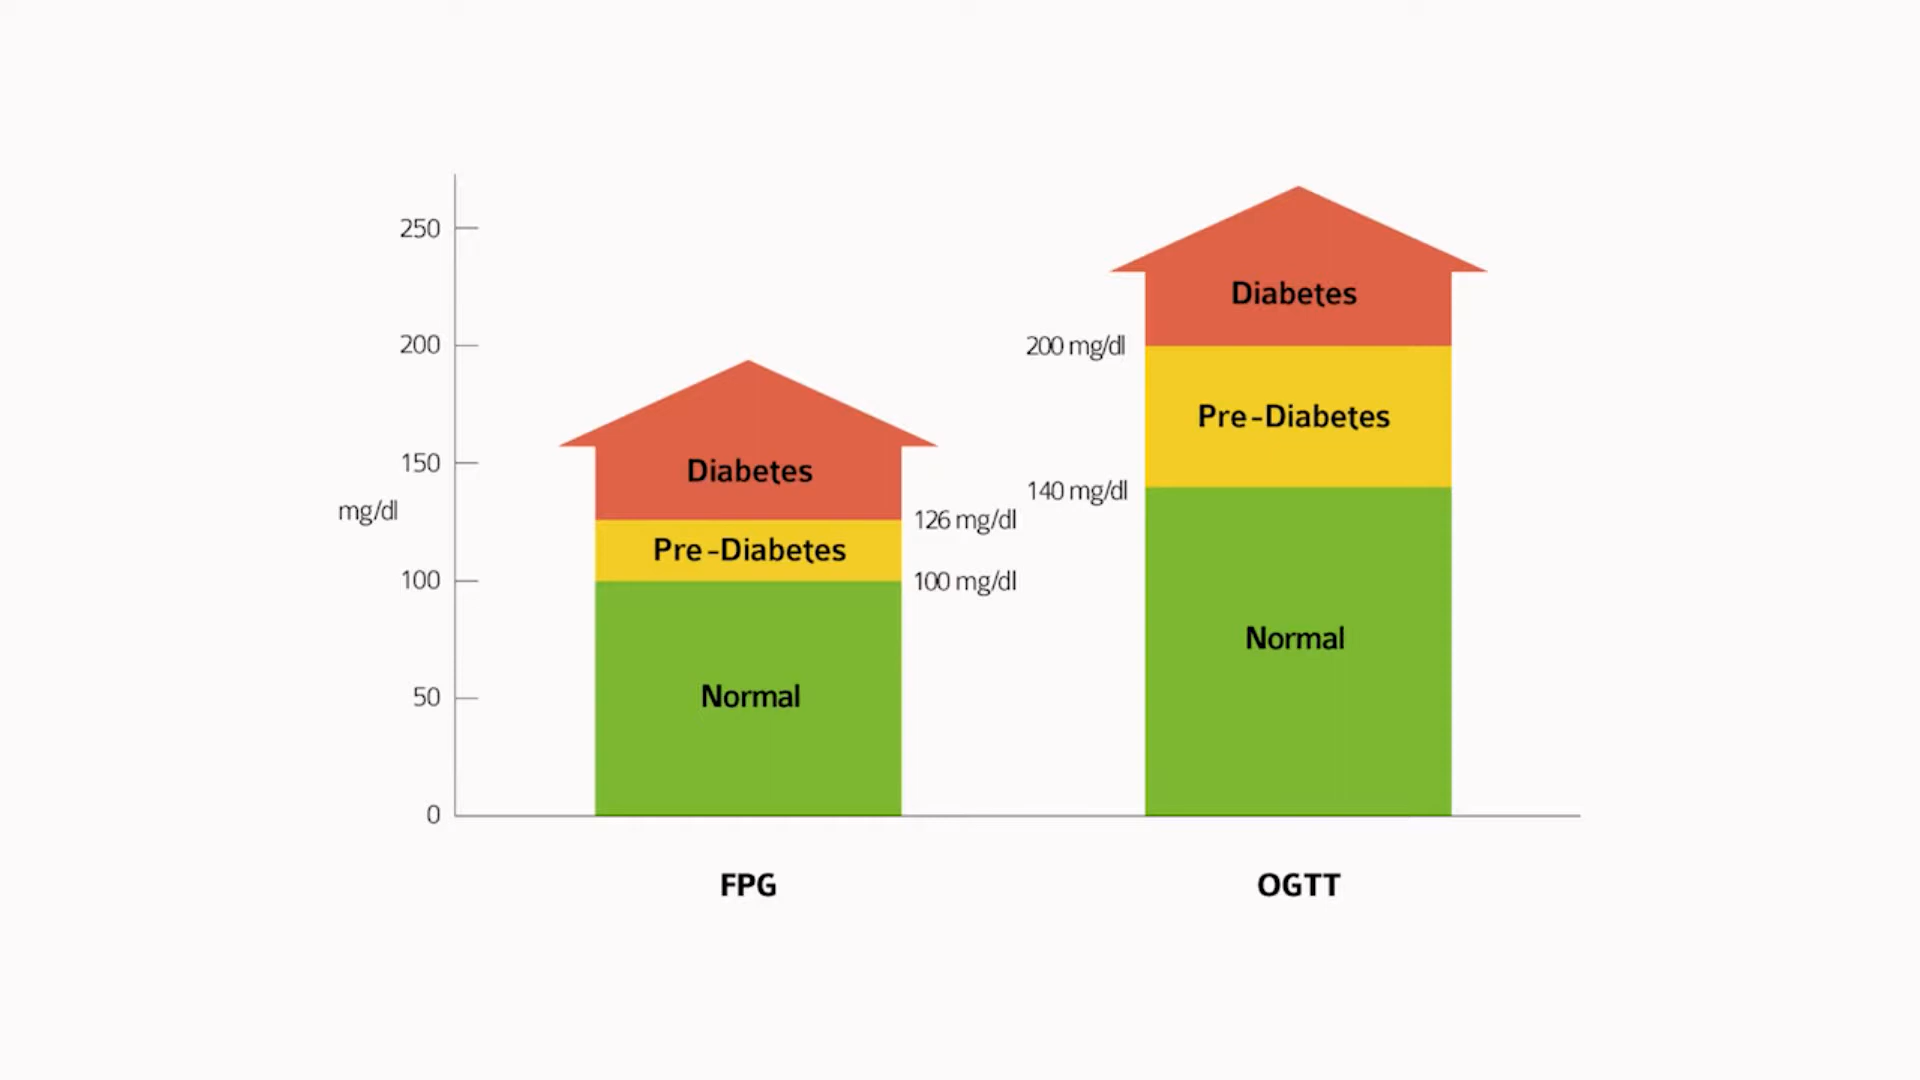 250
200
150
100
50
0
mg/dl
Diabetes
Pre-Diabetes
Normal
126 mg/dl
100 mg/dl
FPG
200 mg/dl
140 mg/dl
Diabetes
Pre-Diabetes
Normal
OGTT